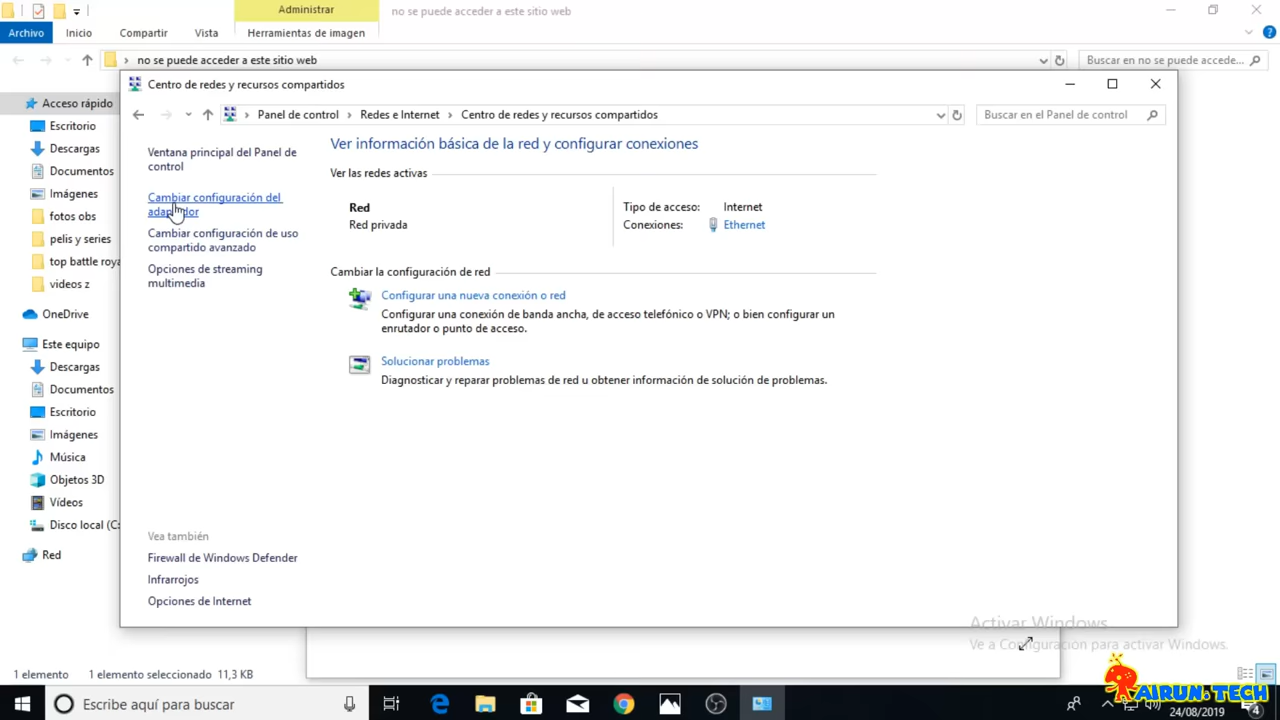 Administrar
no se puede acceder a este sitio web
Archivo
Inicio
Compartir
Vista
Herramientas de imagen
no se puede acceder a este sitio web
Buscar en no se puede accede...
Centro de redes y recursos compartidos
Panel de control
Redes e Internet
Centro de redes y recursos compartidos
Buscar en el Panel de control
Acceso rápido
Escritorio
Descargas
Documentos
Imágenes
fotos obs
pelis y series
top battle roya
videos z
OneDrive
Este equipo
Descargas
Documentos
Escritorio
Imágenes
Música
Objetos 3D
Vídeos
Disco local (C:
Red
Ventana principal del Panel de
control
Cambiar configuración del
adaptador
Cambiar configuración de uso
compartido avanzado
Opciones de streaming
multimedia
Vea también
Firewall de Windows Defender
Infrarrojos
Opciones de Internet
Ver información básica de la red y configurar conexiones
Ver las redes activas
Red
Red privada
Tipo de acceso: Internet
Conexiones: Ethernet
Cambiar la configuración de red
Configurar una nueva conexión o red
Configurar una conexión de banda ancha, de acceso telefónico o VPN; o bien configurar un
enrutador o punto de acceso.
Solucionar problemas
Diagnosticar y reparar problemas de red u obtener información de solución de problemas.
Activar Windows
Ve a Configuración para activar Windows.
1 elemento
1 elemento seleccionado 11,3 KB
Escribe aquí para buscar
AIRUN.TECH
24/08/2019
4